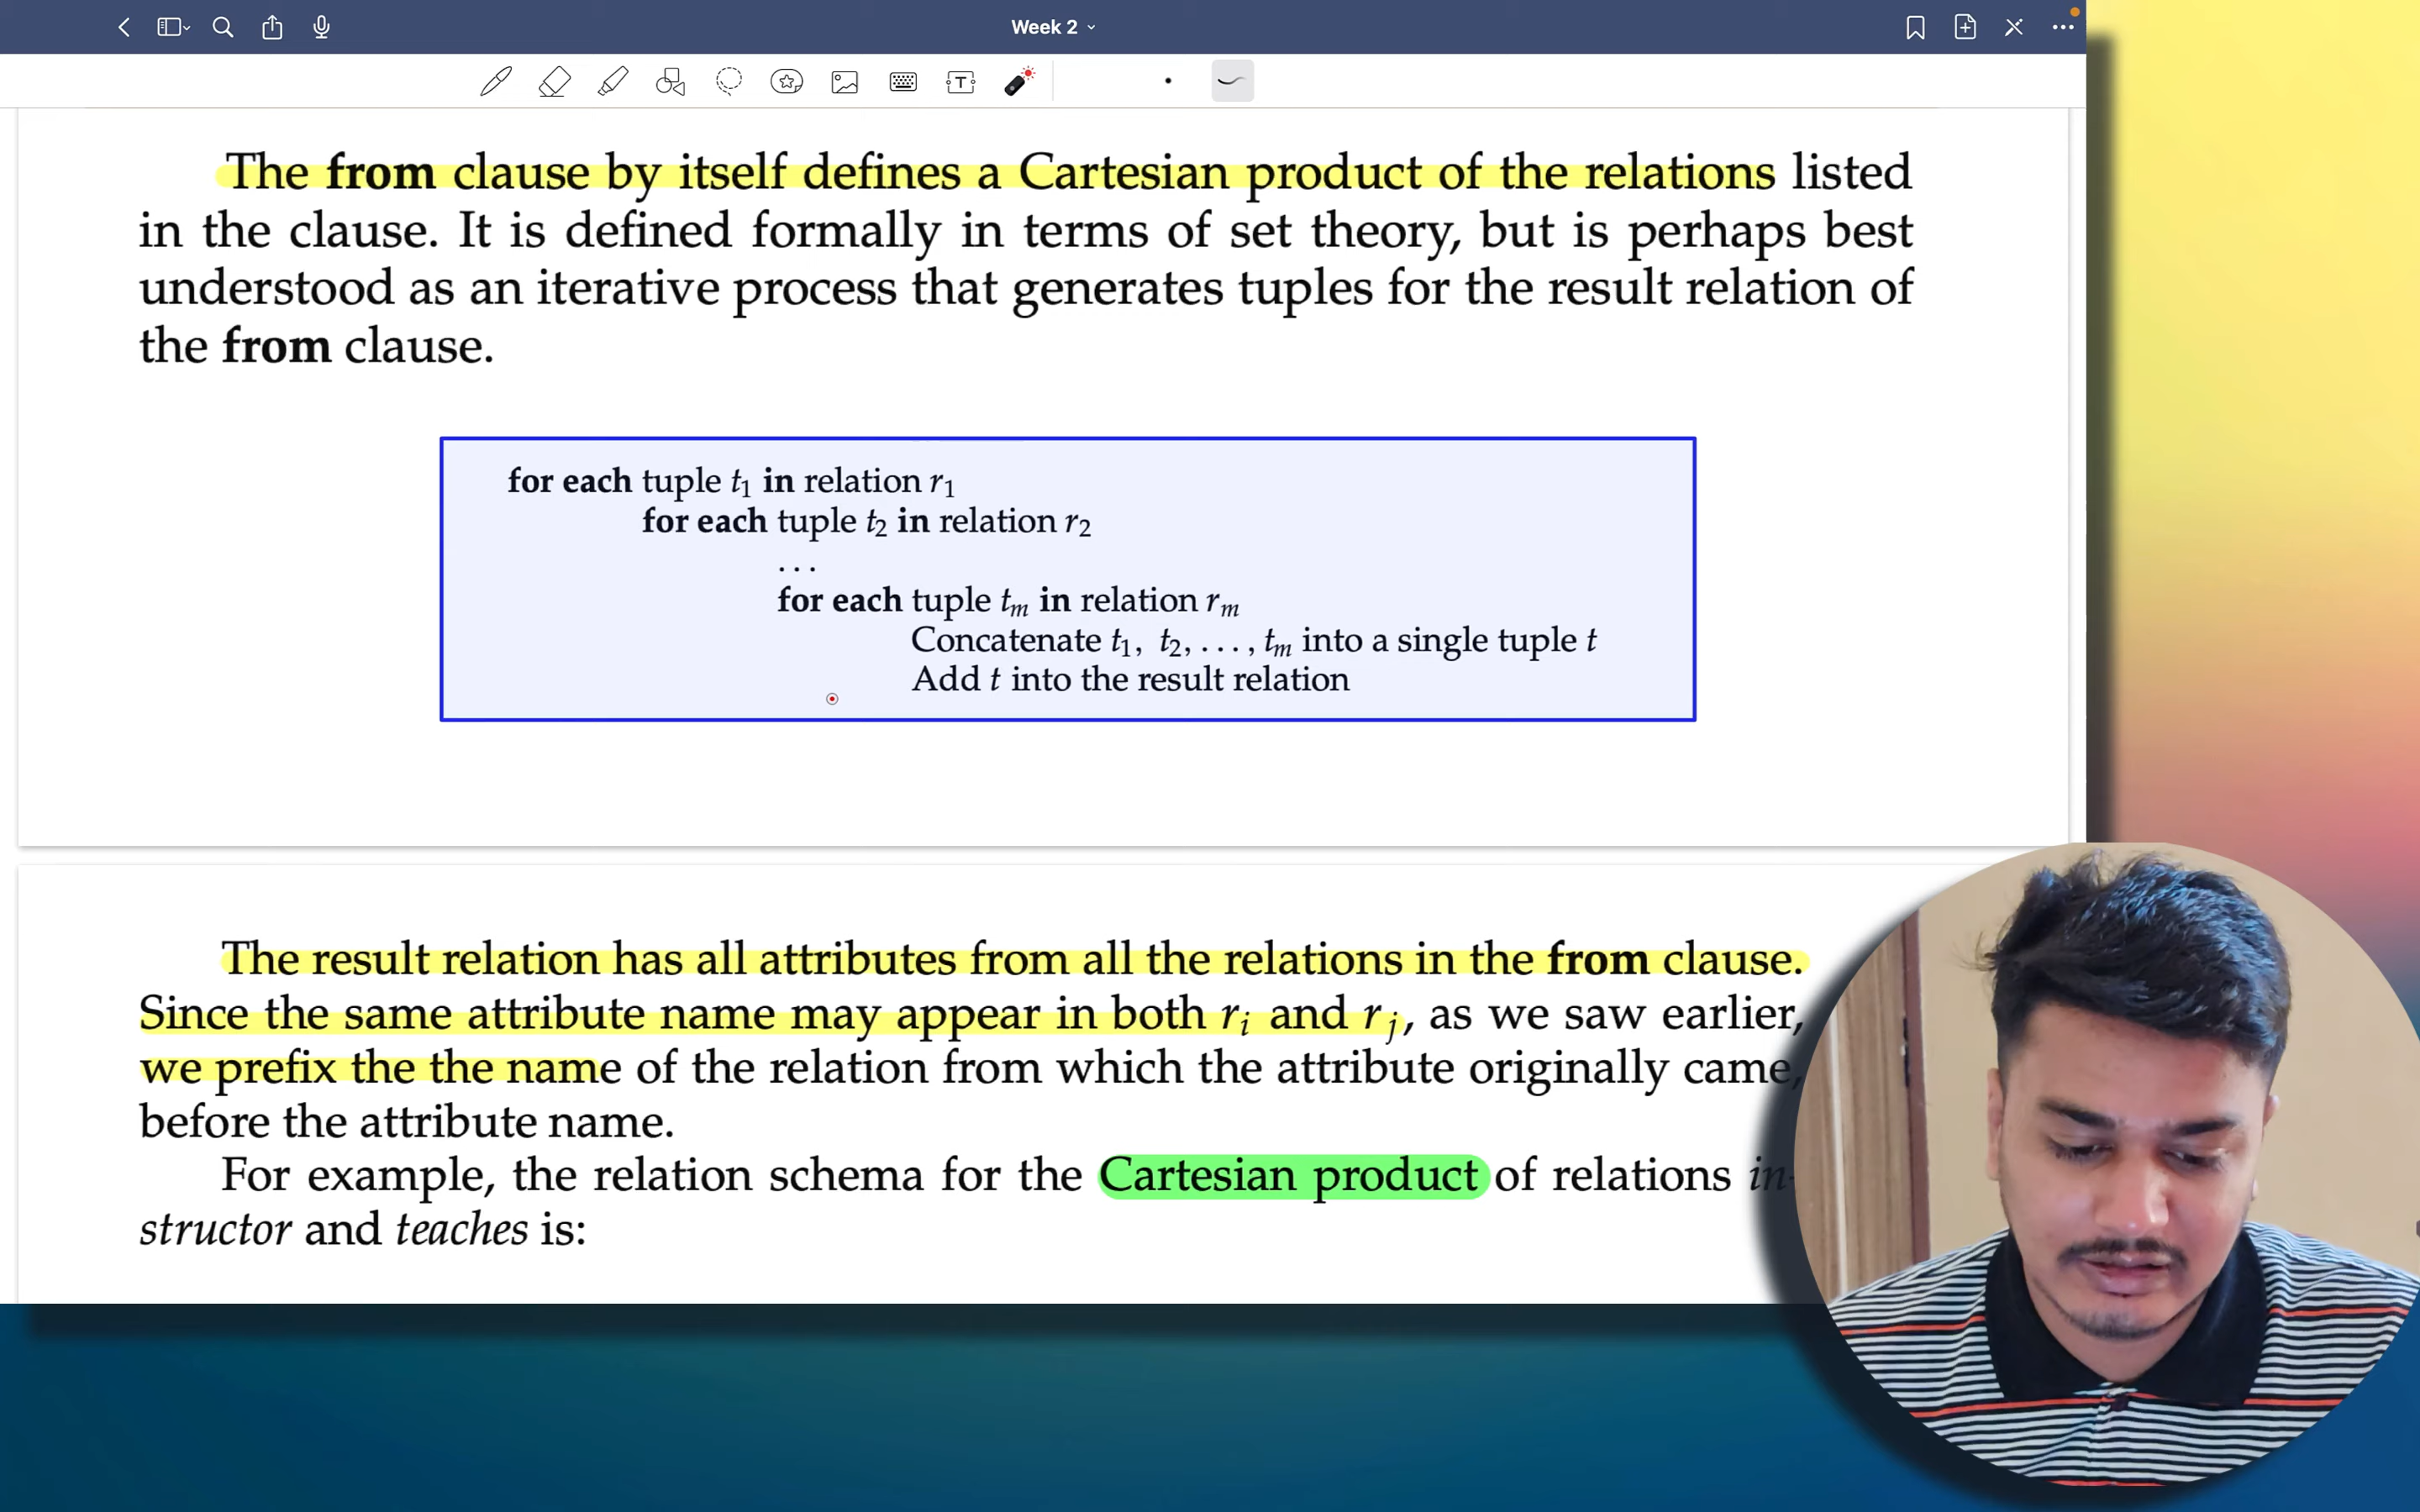 Week 2
The from clause by itself defines a Cartesian product of the relations listed
in the clause. It is defined formally in terms of set theory, but is perhaps best
understood as an iterative process that generates tuples for the result relation of
the from clause.
for each tuple t₁ in relation r₁
for each tuple t₂ in relation r₂
...
for each tuple tₘ in relation rₘ
Concatenate t₁, t₂, ..., tₘ into a single tuple t
Add t into the result relation
The result relation has all attributes from all the relations in the from clause.
Since the same attribute name may appear in both rᵢ and rⱼ, as we saw earlier,
we prefix the the name of the relation from which the attribute originally came,
before the attribute name.
For example, the relation schema for the Cartesian product of relations in-
structor and teaches is: